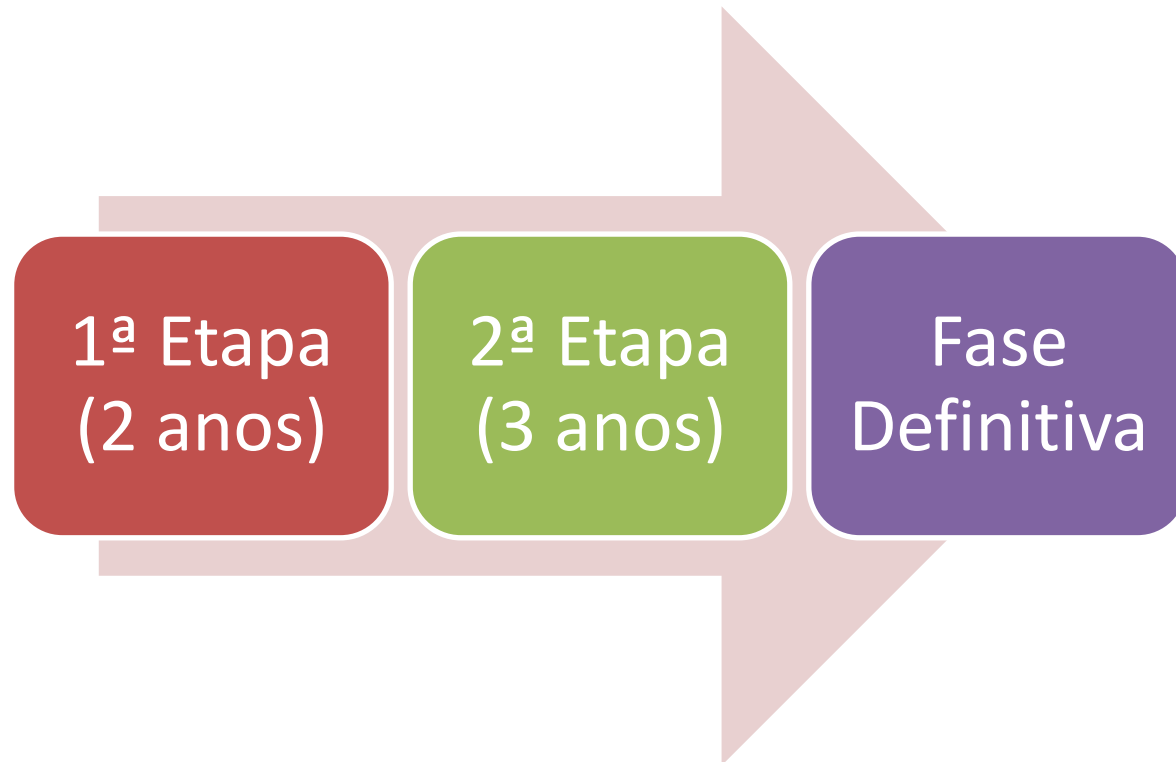 1ª Etapa
(2 anos)
2ª Etapa
(3 anos)
Fase
Definitiva